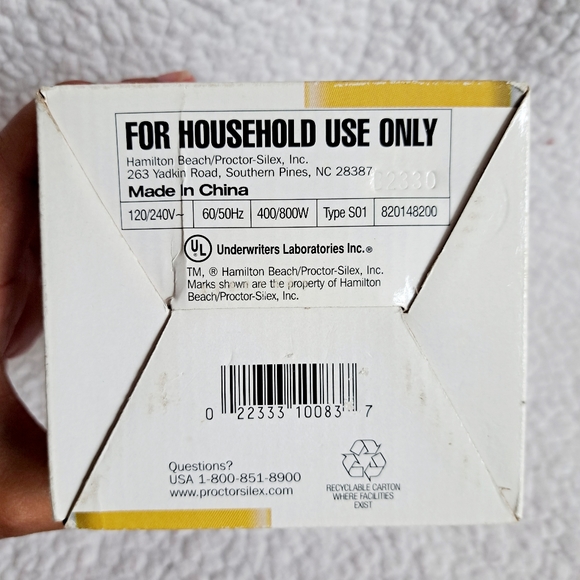 FOR HOUSEHOLD USE ONLY
Hamilton Beach/Proctor-Silex, Inc.
263 Yadkin Road, Southern Pines, NC 28387
62330
Made in China
120/240V~ 60/50Hz 400/800W Type S01 820148200
UL Underwriters Laboratories Inc.®
TM, ® Hamilton Beach/Proctor-Silex, Inc.
Marks shown are the property of Hamilton
Beach/Proctor-Silex, Inc.
0 22333 10083 7
Questions?
USA 1-800-851-8900
www.proctorsilex.com
RECYCLABLE CARTON
WHERE FACILITIES
EXIST